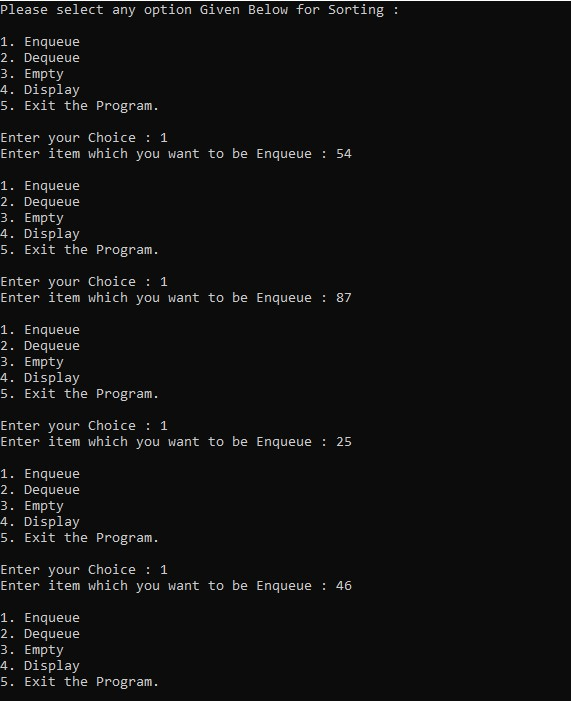 Please select any option Given Below for Sorting :
1. Enqueue
2. Dequeue
3. Empty
4. Display
5. Exit the Program.
Enter your Choice : 1
Enter item which you want to be Enqueue : 54
1. Enqueue
2. Dequeue
3. Empty
4. Display
5. Exit the Program.
Enter your Choice : 1
Enter item which you want to be Enqueue : 87
1. Enqueue
2. Dequeue
3. Empty
4. Display
5. Exit the Program.
Enter your Choice : 1
Enter item which you want to be Enqueue : 25
1. Enqueue
2. Dequeue
3. Empty
4. Display
5. Exit the Program.
Enter your Choice : 1
Enter item which you want to be Enqueue : 46
1. Enqueue
2. Dequeue
3. Empty
4. Display
5. Exit the Program.